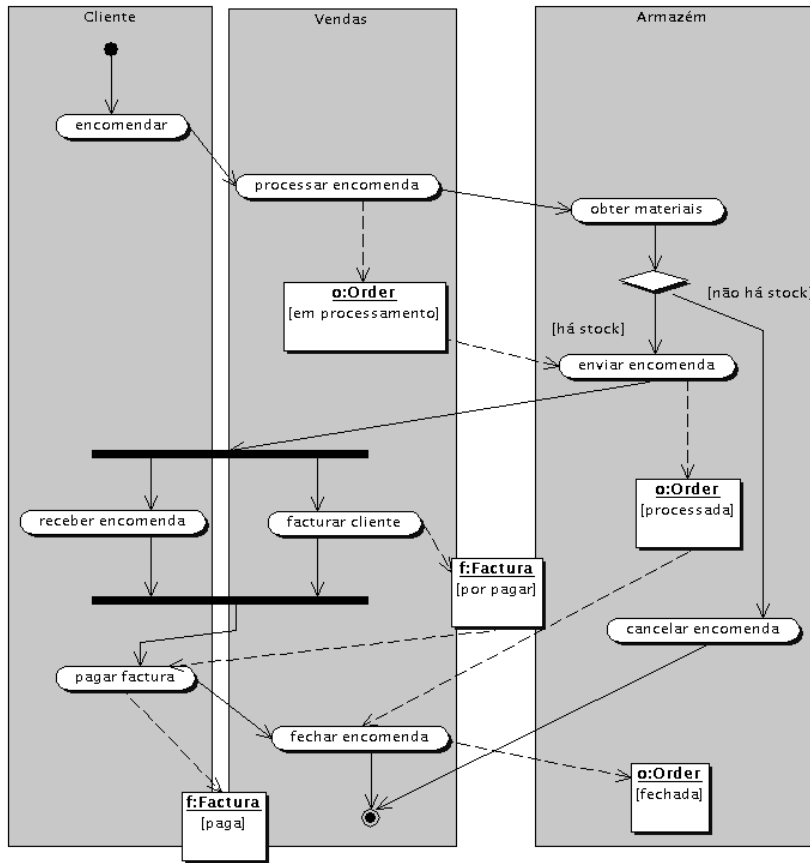 Cliente
Vendas
Armazém
encomendar
processar encomenda
obter materiais
o:Order
[em processamento]
[não há stock]
[há stock]
enviar encomenda
o:Order
[processada]
receber encomenda
facturar cliente
f:Factura
[por pagar]
cancelar encomenda
pagar factura
fechar encomenda
o:Order
[fechada]
f:Factura
[paga]